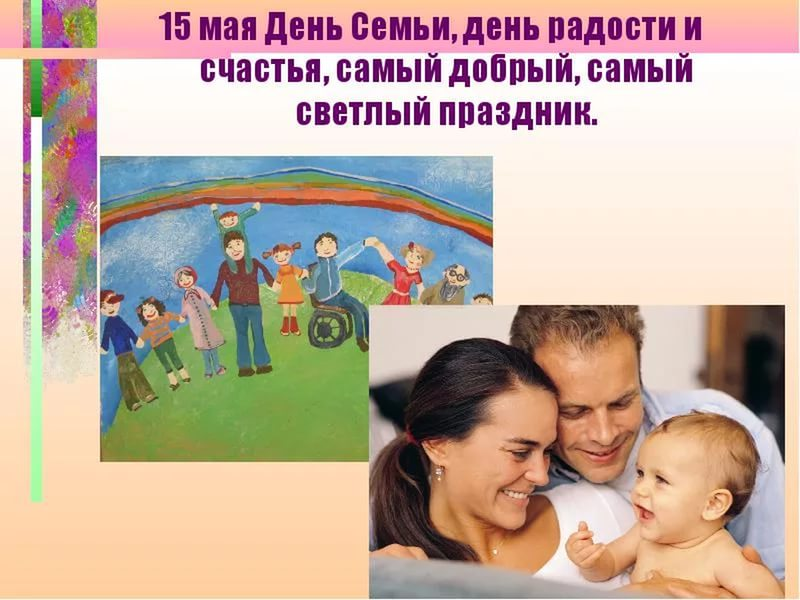 15 мая День Семьи, день радости и
счастья, самый добрый, самый
светлый праздник.